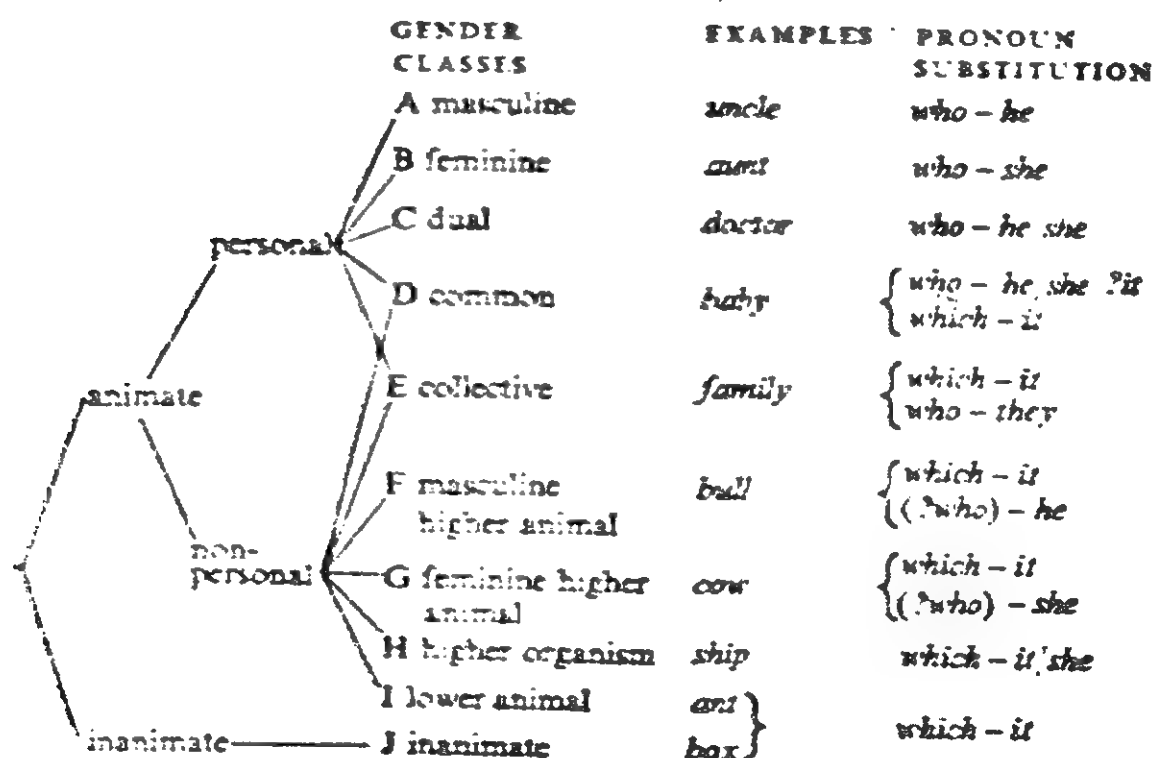 GENDER EXAMPLES PRONOUN
CLASSES SUBSTITUTION
A masculine uncle who – he
B feminine aunt who – she
C dual doctor who – he/she
personal
D common baby who – he/she/?it
which – it
animate
E collective family which – it
who – they
F masculine bull which – it
higher animal (?who) – he
non-
personal
G feminine higher cow which – it
animal (?who) – she
H higher organism ship which – it/she
I lower animal ant
which – it
inanimate J inanimate box